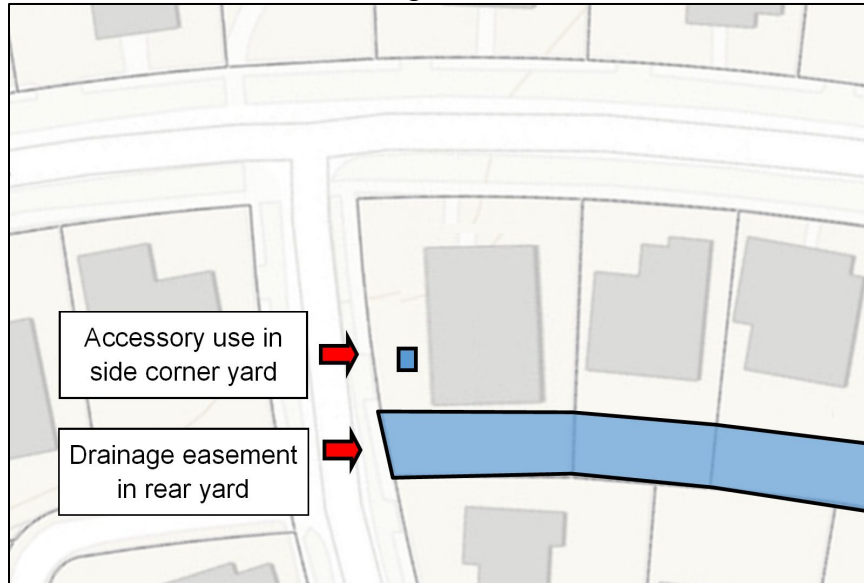 Accessory use in
side corner yard
Drainage easement
in rear yard